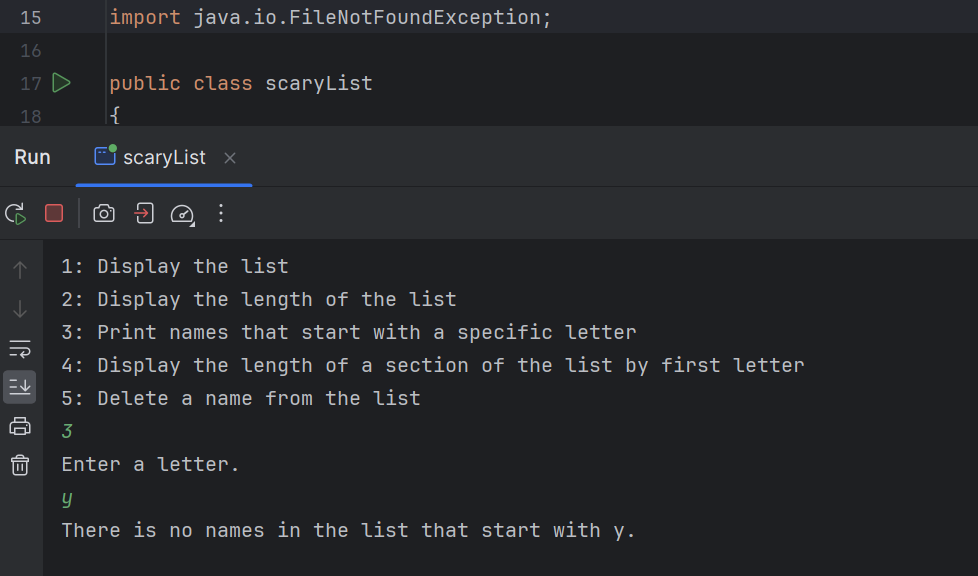 15 import java.io.FileNotFoundException;
16
17 public class scaryList
18 {
Run scaryList
1: Display the list
2: Display the length of the list
3: Print names that start with a specific letter
4: Display the length of a section of the list by first letter
5: Delete a name from the list
3
Enter a letter.
y
There is no names in the list that start with y.